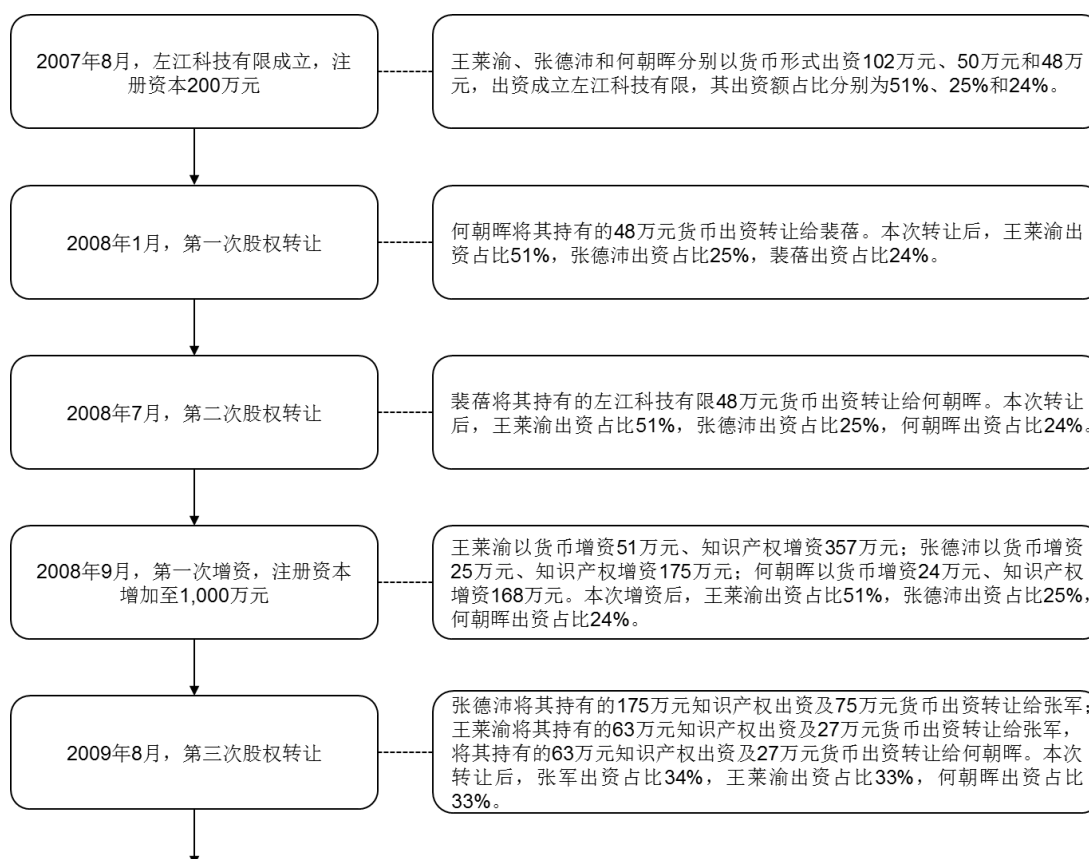 2007年8月，左江科技有限成立，注
册资本200万元
王莱渝、张德沛和何朝晖分别以货币形式出资102万元、50万元和48万
元，出资成立左江科技有限，其出资额占比分别为51%、25%和24%。
2008年1月，第一次股权转让
何朝晖将其持有的48万元货币出资转让给裴蓓。本次转让后，王莱渝出
资占比51%，张德沛出资占比25%，裴蓓出资占比24%。
2008年7月，第二次股权转让
裴蓓将其持有的左江科技有限48万元货币出资转让给何朝晖。本次转让
后，王莱渝出资占比51%，张德沛出资占比25%，何朝晖出资占比24%。
2008年9月，第一次增资，注册资本
增加至1,000万元
王莱渝以货币增资51万元、知识产权增资357万元；张德沛以货币增资
25万元、知识产权增资175万元；何朝晖以货币增资24万元、知识产权
增资168万元。本次增资后，王莱渝出资占比51%，张德沛出资占比25%，
何朝晖出资占比24%。
2009年8月，第三次股权转让
张德沛将其持有的175万元知识产权出资及75万元货币出资转让给张军；
王莱渝将其持有的63万元知识产权出资及27万元货币出资转让给张军，
将其持有的63万元知识产权出资及27万元货币出资转让给何朝晖。本次
转让后，张军出资占比34%，王莱渝出资占比33%，何朝晖出资占比
33%。